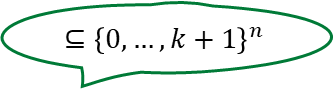 ⊆ {0, … , k + 1}ⁿ